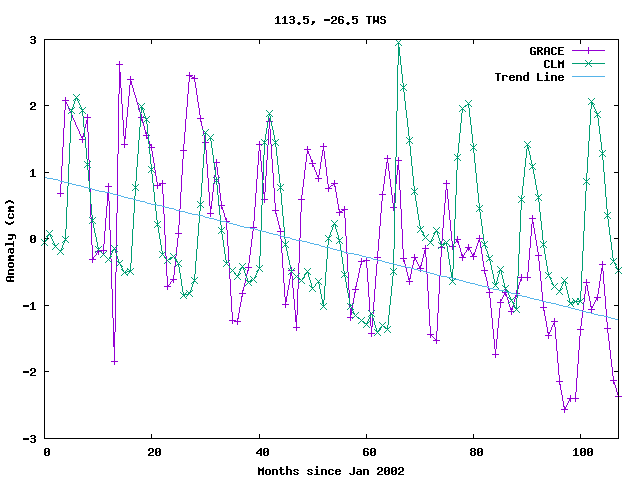 113.5, -26.5 TWS
GRACE
CLM
Trend Line
3
2
1
0
-1
-2
-3
Anomaly (cm)
0 20 40 60 80 100
Months since Jan 2002